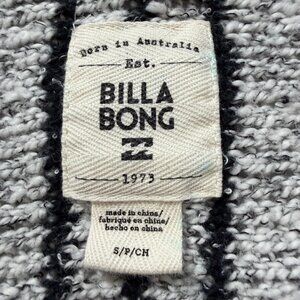 Born in Australia
Est.
BILLA
BONG
1973
made in china/
fabriqué en chine/
hecho en china
S/P/CH